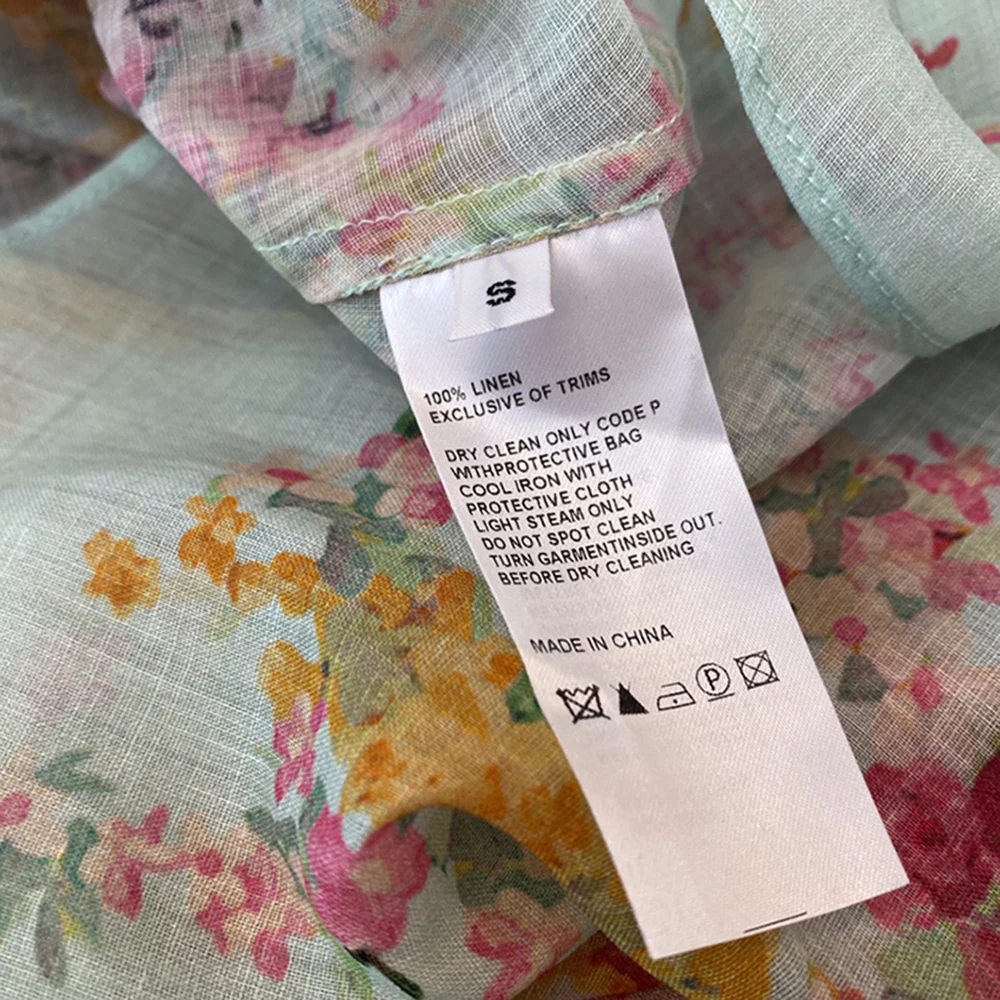 S
100% LINEN
EXCLUSIVE OF TRIMS
DRY CLEAN ONLY CODE P
WITHPROTECTIVE BAG
COOL IRON WITH
PROTECTIVE CLOTH
LIGHT STEAM ONLY
DO NOT SPOT CLEAN
TURN GARMENTINSIDE OUT.
BEFORE DRY CLEANING
MADE IN CHINA
P